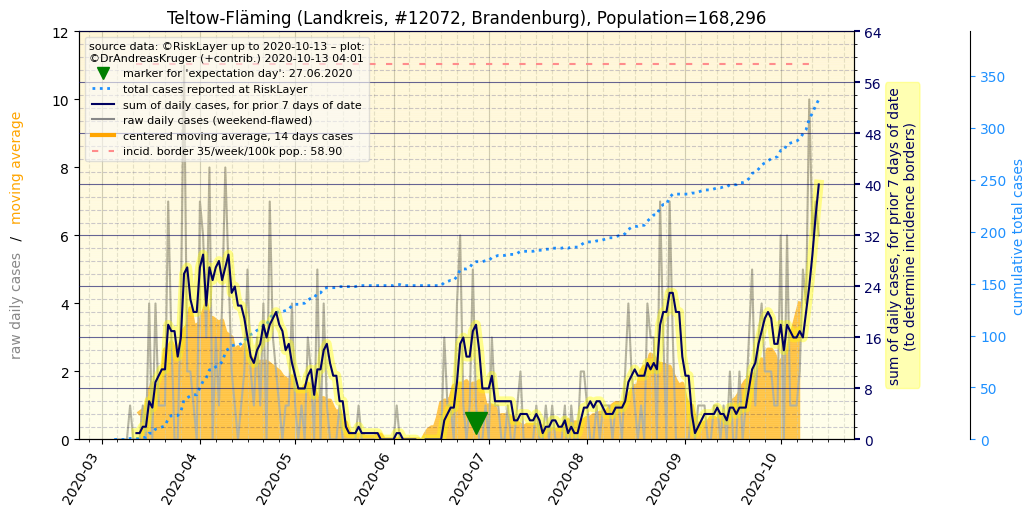 Teltow-Fläming (Landkreis, #12072, Brandenburg), Population=168,296
source data: ©RiskLayer up to 2020-10-13 – plot:
©DrAndreasKruger (+contrib.) 2020-10-13 04:01
marker for 'expectation day': 27.06.2020
total cases reported at RiskLayer
sum of daily cases, for prior 7 days of date
raw daily cases (weekend-flawed)
centered moving average, 14 days cases
incid. border 35/week/100k pop.: 58.90
raw daily cases / moving average
12
10
8
6
4
2
0
64
56
48
40
32
24
16
8
0
sum of daily cases, for prior 7 days of date
(to determine incidence borders)
350
300
250
200
150
100
50
0
cumulative total cases
2020-03
2020-04
2020-05
2020-06
2020-07
2020-08
2020-09
2020-10